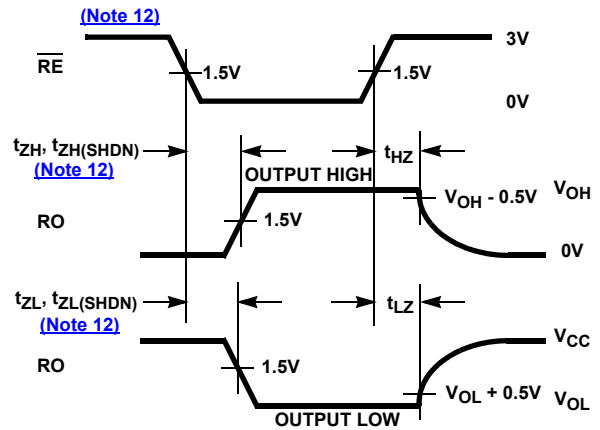 (Note 12)
RE
3V
1.5V
1.5V
0V
tZH, tZH(SHDN)
(Note 12)
tHZ
OUTPUT HIGH
VOH - 0.5V
VOH
RO
1.5V
0V
tZL, tZL(SHDN)
(Note 12)
tLZ
VCC
RO
1.5V
VOL + 0.5V
VOL
OUTPUT LOW